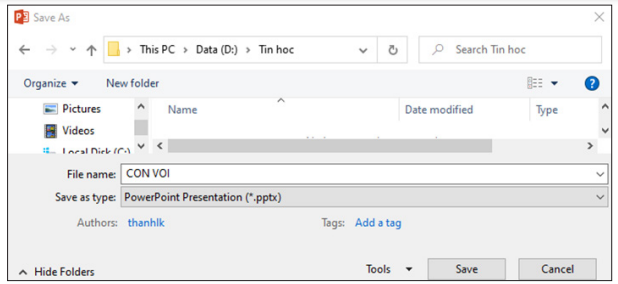 Save As
This PC > Data (D:) > Tin hoc
Search Tin hoc
Organize
New folder
Pictures
Name
Date modified
Type
Videos
Local Disk (C:)
File name: CON VOI
Save as type: PowerPoint Presentation (*.pptx)
Authors: thanhlk
Tags: Add a tag
Hide Folders
Tools
Save
Cancel